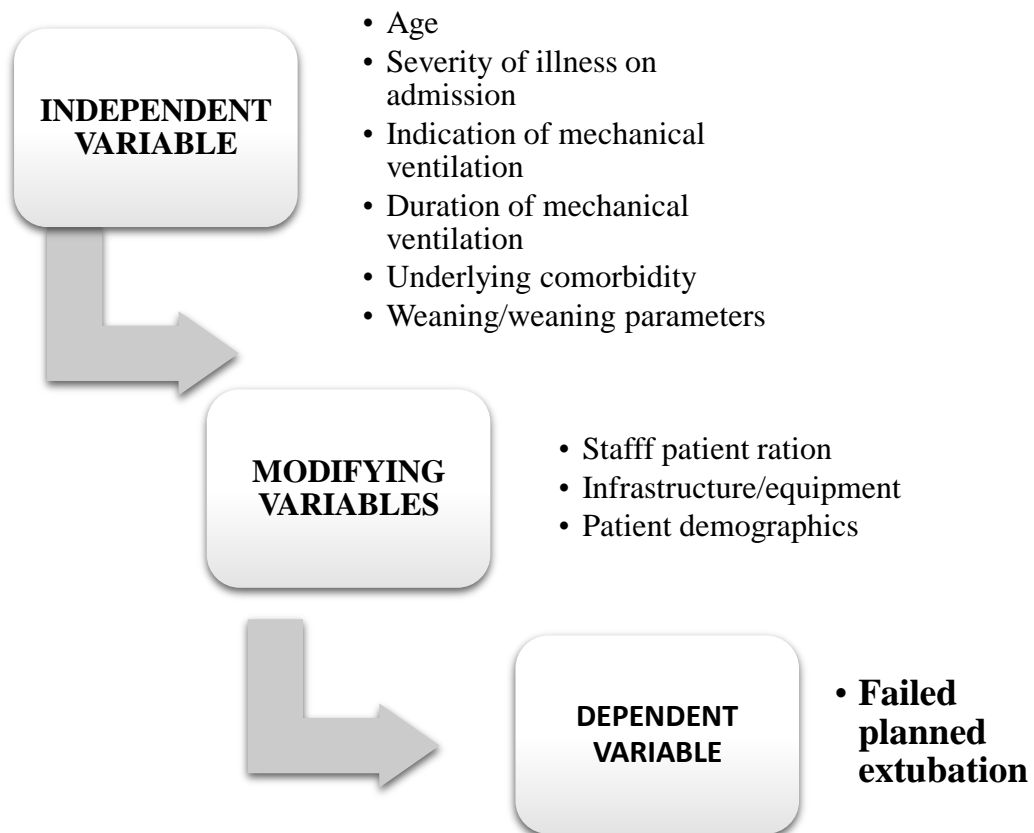 INDEPENDENT
VARIABLE
• Age
• Severity of illness on
admission
• Indication of mechanical
ventilation
• Duration of mechanical
ventilation
• Underlying comorbidity
• Weaning/weaning parameters
MODIFYING
VARIABLES
• Stafff patient ration
• Infrastructure/equipment
• Patient demographics
DEPENDENT
VARIABLE
• Failed
planned
extubation